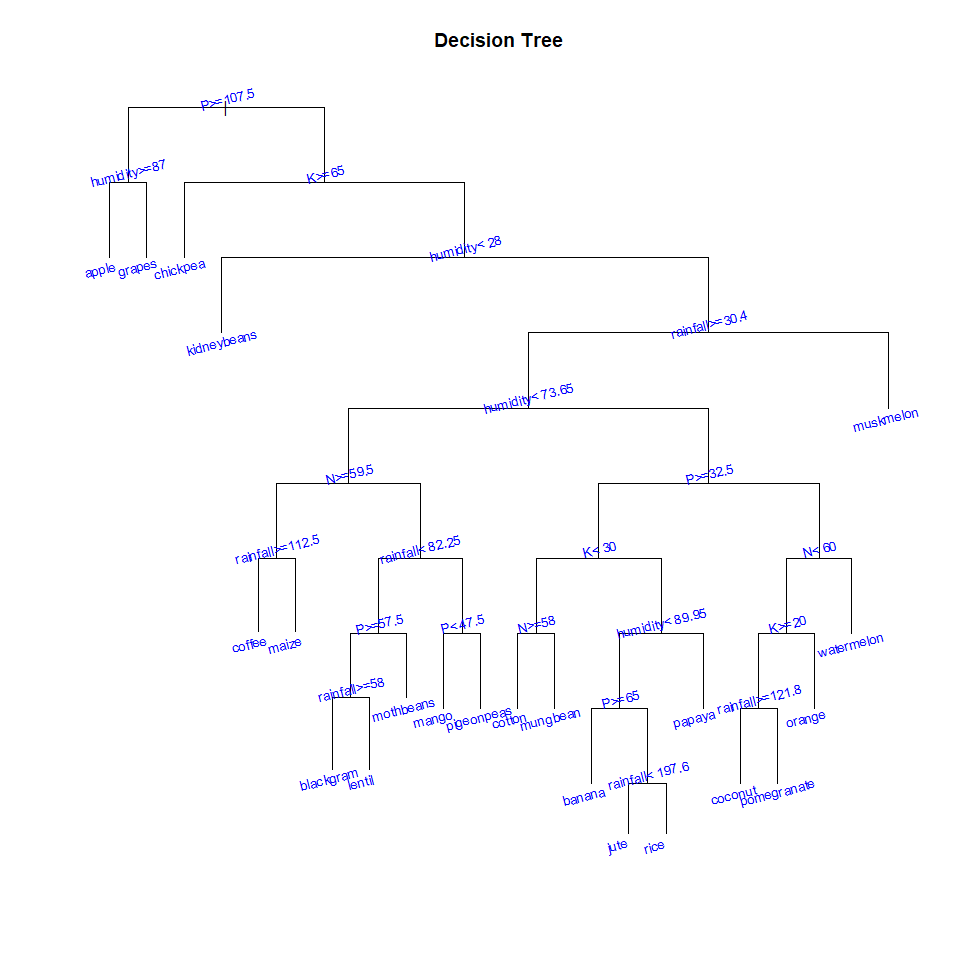 Decision Tree
P>=107.5
humidity>=87
K>=65
apple
grapes
chickpea
humidity< 28
kidneybeans
rainfall>=30.4
humidity< 73.65
muskmelon
N>=59.5
P>=32.5
rainfall>=112.5
rainfall< 82.25
K< 30
N< 60
coffee
maize
P>=57.5
P< 47.5
N>=58
humidity< 89.95
K>=20
watermelon
rainfall>=58
mothbeans
mango
pigeonpeas
cotton
mungbean
P>=65
papaya
rainfall>=121.8
orange
blackgram
lentil
banana
rainfall< 197.6
coconut
pomegranate
jute
rice